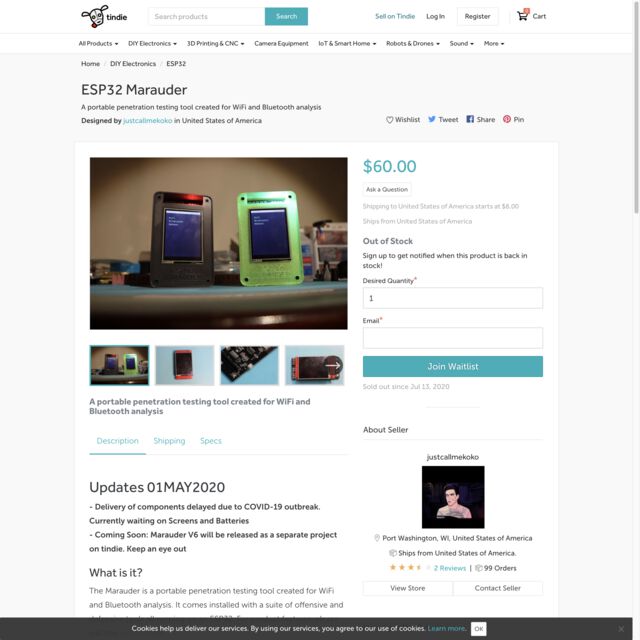 tindie
Search products
Search
Sell on Tindie
Log In
Register
Cart
All Products
DIY Electronics
3D Printing & CNC
Camera Equipment
IoT & Smart Home
Robots & Drones
Sound
More
Home / DIY Electronics / ESP32
ESP32 Marauder
A portable penetration testing tool created for WiFi and Bluetooth analysis
Designed by justcallmekoko in United States of America
Wishlist
Tweet
Share
Pin
$60.00
Ask a Question
Shipping to United States of America starts at $8.00
Ships from United States of America
Out of Stock
Sign up to get notified when this product is back in
stock!
Desired Quantity*
1
Email*
Join Waitlist
Sold out since Jul 13, 2020
A portable penetration testing tool created for WiFi and
Bluetooth analysis
Description
Shipping
Specs
Updates 01MAY2020
- Delivery of components delayed due to COVID-19 outbreak.
Currently waiting on Screens and Batteries
- Coming Soon: Marauder V6 will be released as a separate project
on tindie. Keep an eye out
What is it?
The Marauder is a portable penetration testing tool created for WiFi
and Bluetooth analysis. It comes installed with a suite of offensive and
About Seller
justcallmekoko
Port Washington, WI, United States of America
Ships from United States of America.
2 Reviews | 99 Orders
View Store
Contact Seller
Cookies help us deliver our services. By using our services, you agree to our use of cookies. Learn more. OK